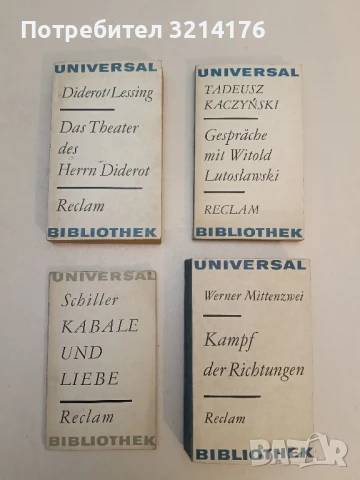 Потребител 3214176
UNIVERSAL
Diderot/Lessing
Das Theater
des
Herrn Diderot
Reclam
BIBLIOTHEK
UNIVERSAL
TADEUSZ
KACZYŃSKI
Gespräche
mit Witold
Lutosławski
RECLAM
BIBLIOTHEK
UNIVERSAL
Schiller
KABALE
UND
LIEBE
Reclam
BIBLIOTHEK
UNIVERSAL
Werner Mittenzwei
Kampf
der Richtungen
Reclam
BIBLIOTHEK
BAZAR